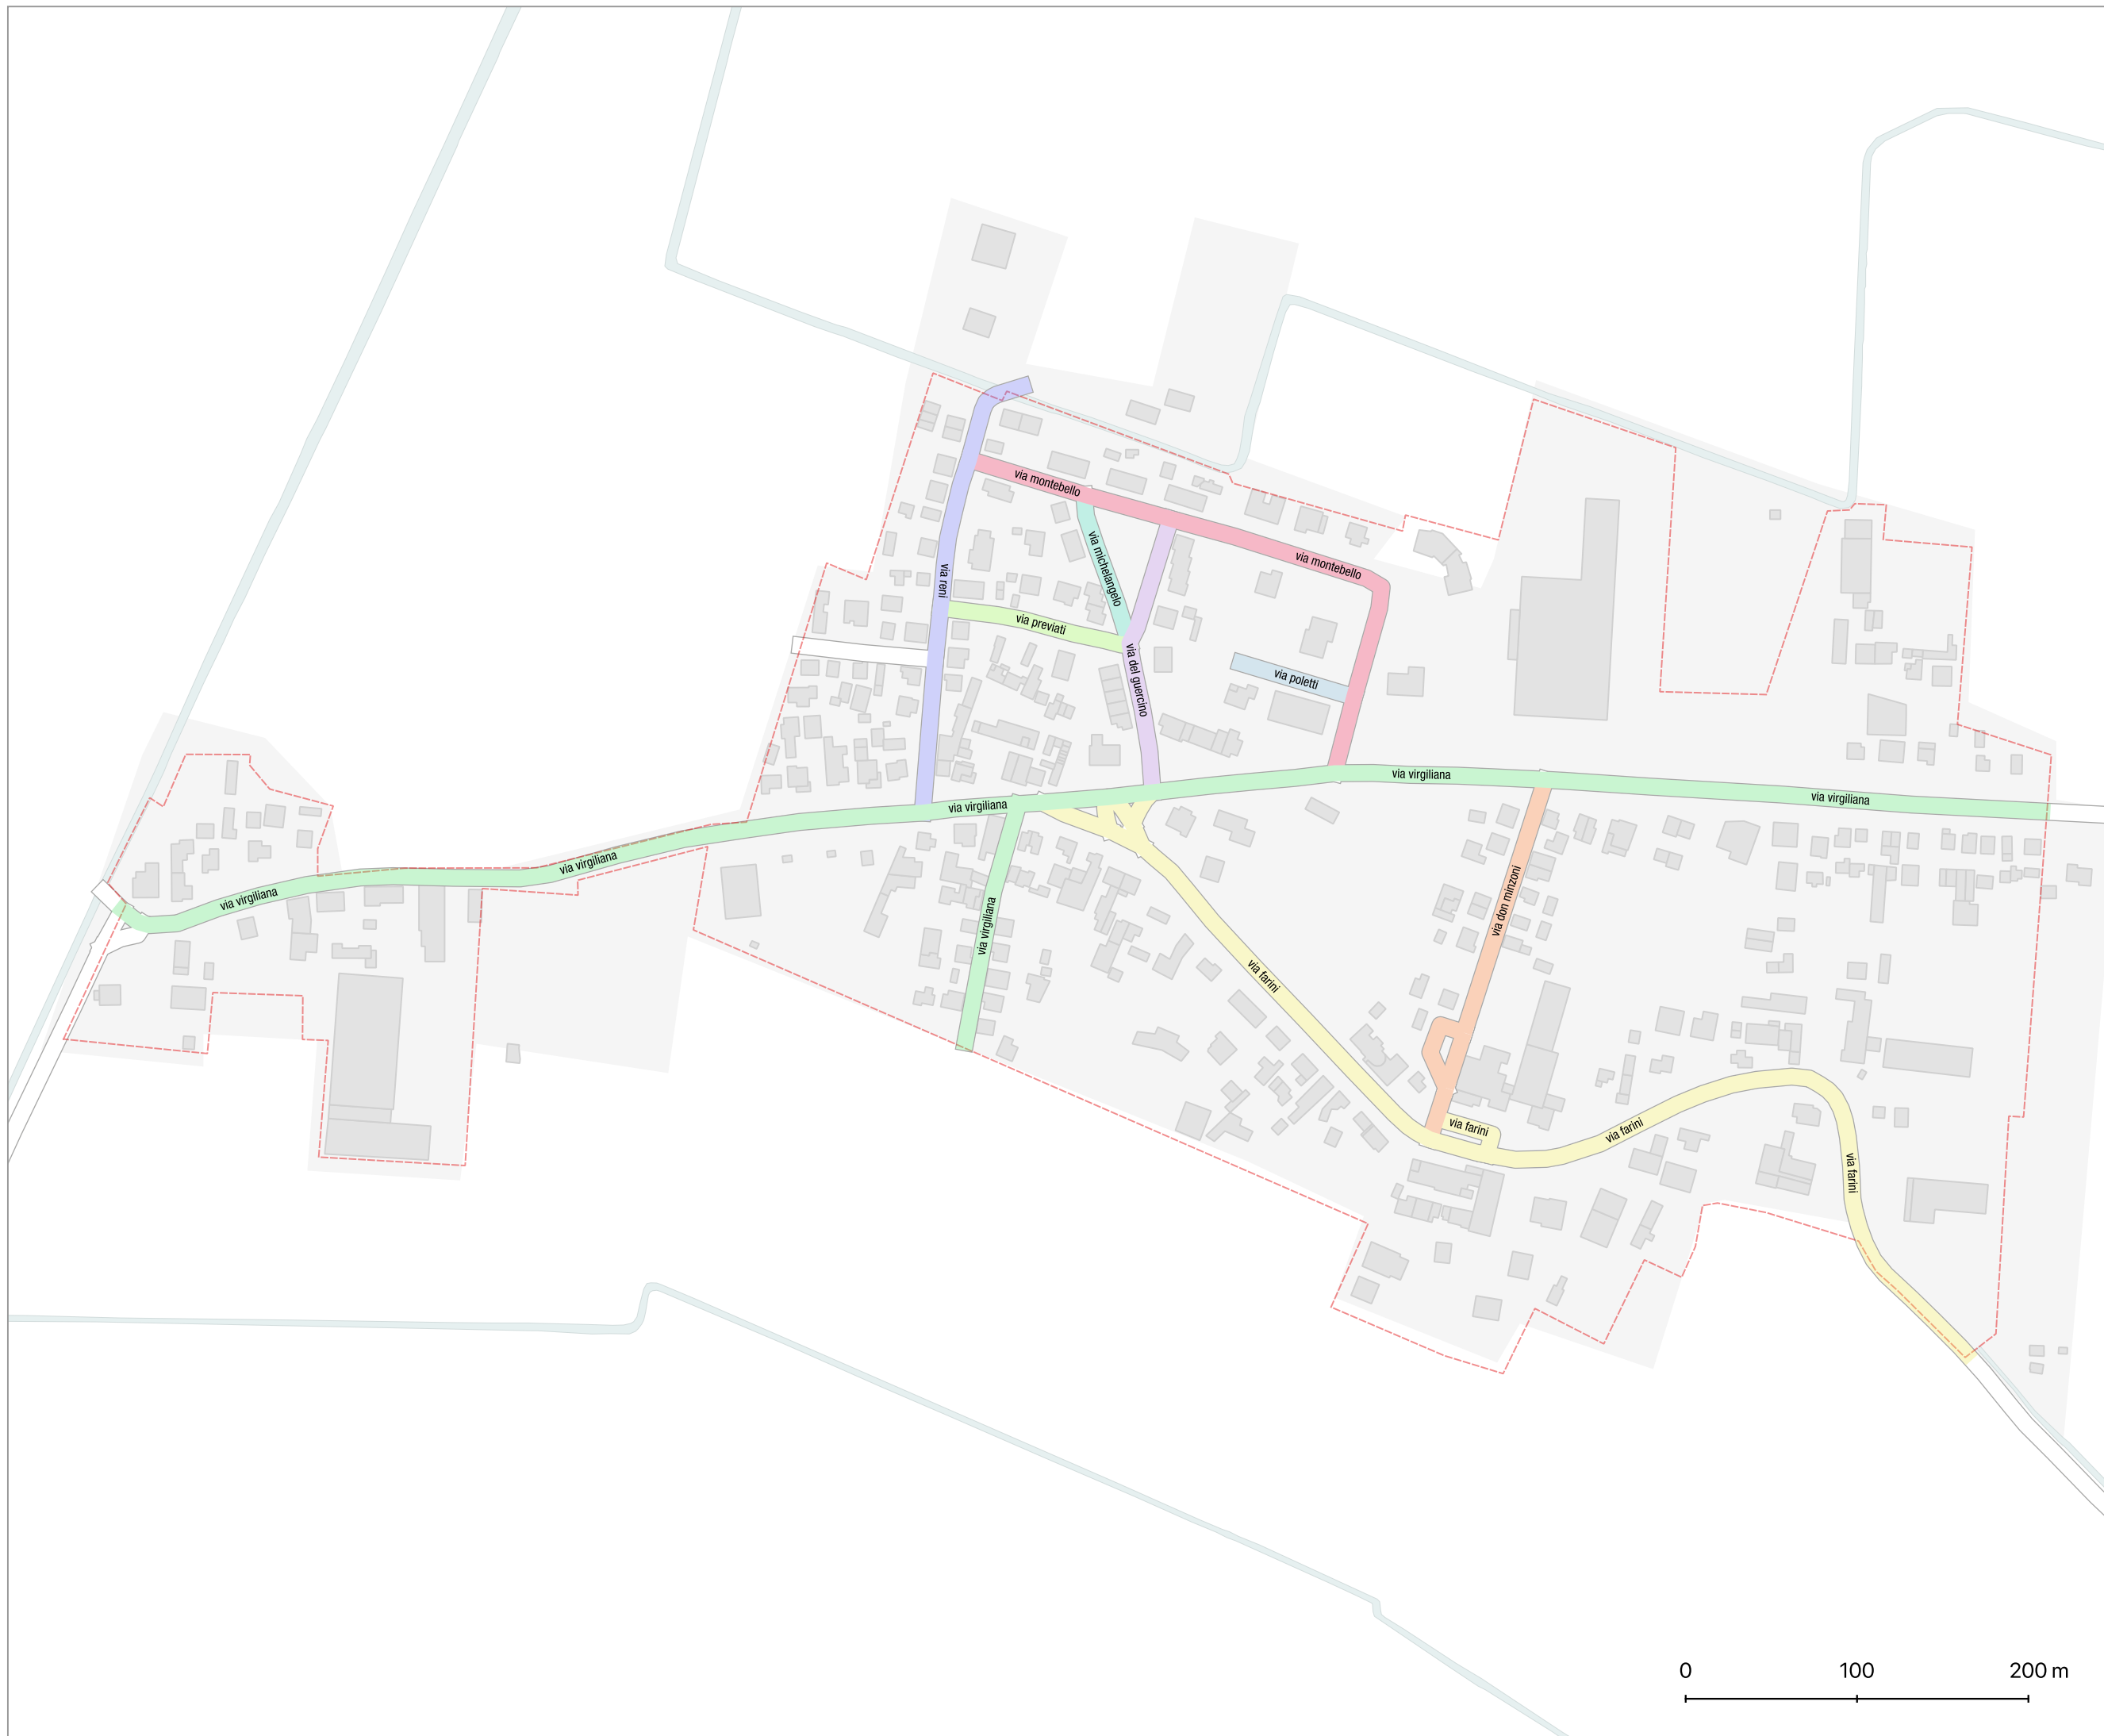 via montebello
via michelangelo
via montebello
via reni
via previati
via del guercino
via poletti
via virgiliana
via virgiliana
via virgiliana
via virgiliana
via virgiliana
via virgiliana
via don minzoni
via farini
via farini
via farini
via farini
0 100 200 m